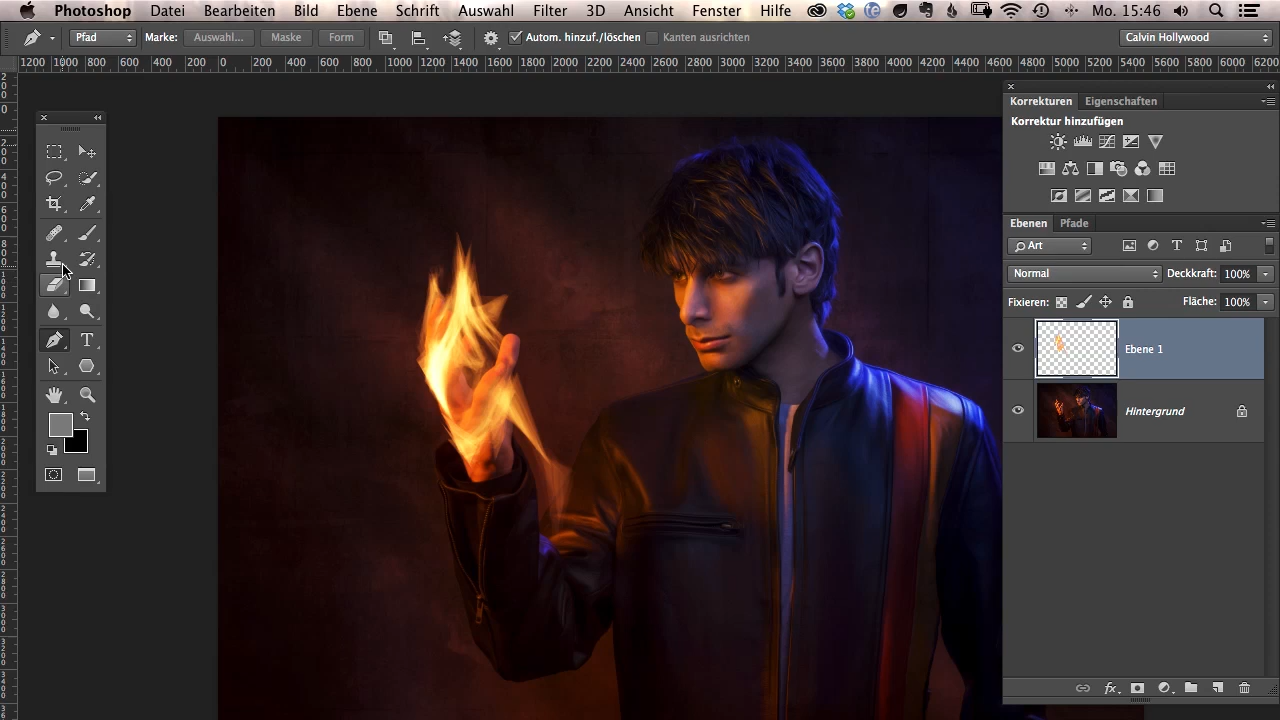 Photoshop Datei Bearbeiten Bild Ebene Schrift Auswahl Filter 3D Ansicht Fenster Hilfe Mo. 15:46
Pfad Marke: Auswahl... Maske Form Autom. hinzuf./löschen Kanten ausrichten Calvin Hollywood
1200 1000 800 600 400 200 0 200 400 600 800 1000 1200 1400 1600 1800 2000 2200 2400 2600 2800 3000 3200 3400 3600 3800 4000 4200 4400 4600 4800 5000 5200 5400 5600 5800 6000 6200
Korrekturen Eigenschaften
Korrektur hinzufügen
Ebenen Pfade
Art
Normal Deckkraft: 100%
Fixieren: Fläche: 100%
Ebene 1
Hintergrund